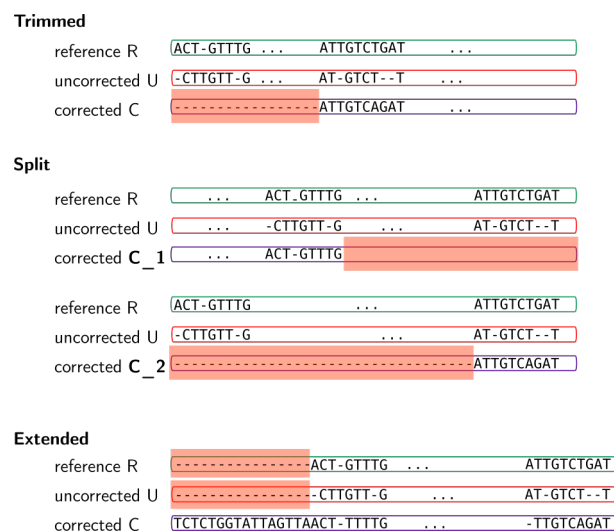 Trimmed
reference R ACT-GTTTG ... ATTGTCTGAT ...
uncorrected U -CTTGTT-G ... AT-GTCT--T ...
corrected C -----------------ATTGTCAGAT ...
Split
reference R ... ACT-GTTTG ... ATTGTCTGAT
uncorrected U ... -CTTGTT-G ... AT-GTCT--T
corrected C_1 ... ACT-GTTTG
reference R ACT-GTTTG ... ATTGTCTGAT
uncorrected U -CTTGTT-G ... AT-GTCT--T
corrected C_2 -----------------------------------ATTGTCAGAT
Extended
reference R ----------------ACT-GTTTG ... ATTGTCTGAT
uncorrected U -----------------CTTGTT-G ... AT-GTCT--T
corrected C TCTCTGGTATTAGTTAACT-TTTTG ... -TTGTCAGAT